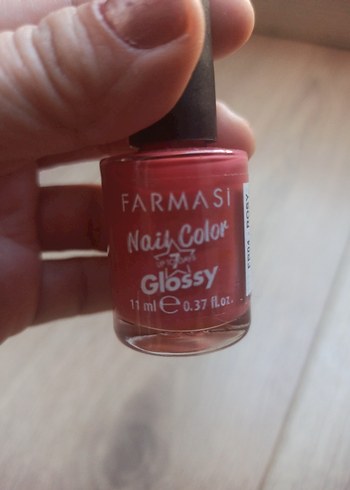 FARMASI
Nail Color
Glossy
11 ml ℮ 0.37 fl.oz.